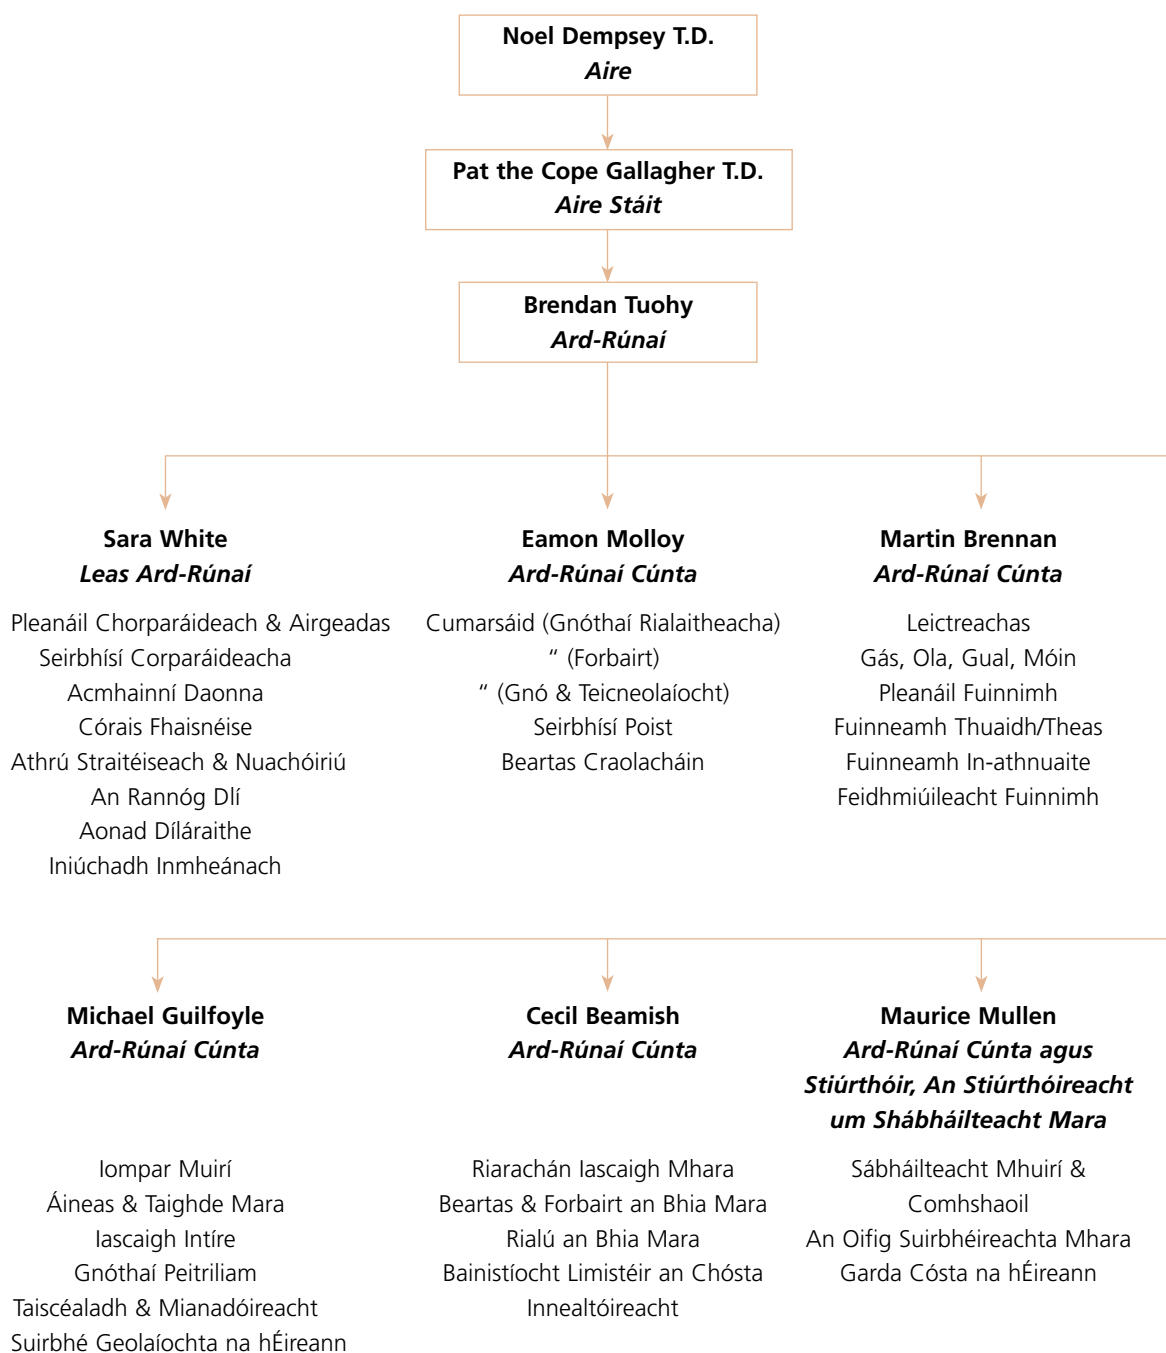 Noel Dempsey T.D.
Aire
Pat the Cope Gallagher T.D.
Aire Stáit
Brendan Tuohy
Ard-Rúnaí
Sara White
Leas Ard-Rúnaí
Pleanáil Chorparáideach & Airgeadas
Seirbhísí Corparáideacha
Acmhainní Daonna
Córais Fhaisnéise
Athrú Straitéiseach & Nuachóiriú
An Rannóg Dlí
Aonad Díláraithe
Iniúchadh Inmheánach
Eamon Molloy
Ard-Rúnaí Cúnta
Cumarsáid (Gnóthaí Rialaitheacha)
“ (Forbairt)
“ (Gnó & Teicneolaíocht)
Seirbhísí Poist
Beartas Craolacháin
Martin Brennan
Ard-Rúnaí Cúnta
Leictreachas
Gás, Ola, Gual, Móin
Pleanáil Fuinnimh
Fuinneamh Thuaidh/Theas
Fuinneamh In-athnuaite
Feidhmiúileacht Fuinnimh
Michael Guilfoyle
Ard-Rúnaí Cúnta
Iompar Muirí
Áineas & Taighde Mara
Iascaigh Intíre
Gnóthaí Peitriliam
Taiscéaladh & Mianadóireacht
Suirbhé Geolaíochta na hÉireann
Cecil Beamish
Ard-Rúnaí Cúnta
Riarachán Iascaigh Mhara
Beartas & Forbairt an Bhia Mara
Rialú an Bhia Mara
Bainistíocht Limistéir an Chósta
Innealtóireacht
Maurice Mullen
Ard-Rúnaí Cúnta agus
Stiúrthóir, An Stiúrthóireacht
um Shábháilteacht Mara
Sábháilteacht Mhuirí &
Comhshaoil
An Oifig Suirbhéireachta Mhara
Garda Cósta na hÉireann